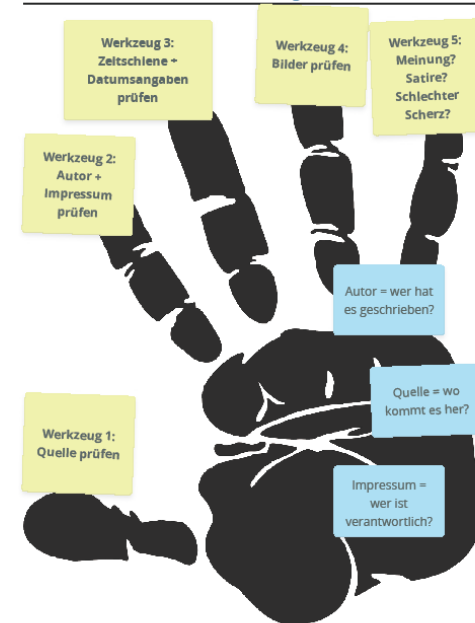 Werkzeug 3:
Zeitschiene +
Datumsangaben
prüfen
Werkzeug 4:
Bilder prüfen
Werkzeug 5:
Meinung?
Satire?
Schlechter
Scherz?
Werkzeug 2:
Autor +
Impressum
prüfen
Autor = wer hat
es geschrieben?
Quelle = wo
kommt es her?
Werkzeug 1:
Quelle prüfen
Impressum =
wer ist
verantwortlich?